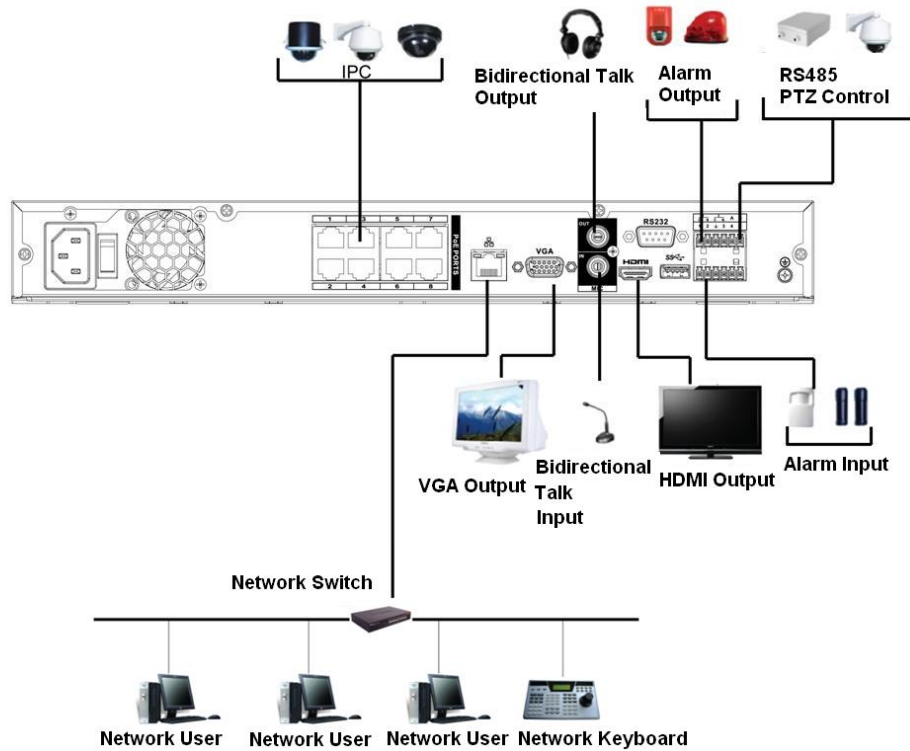 IPC
Bidirectional Talk
Output
Alarm
Output
RS485
PTZ Control
1 3 5 7
2 4 6 8
PoE PORTS
VGA
OUT
IN
MIC
RS232
HDMI
SS
A
VGA Output
Bidirectional
Talk
Input
HDMI Output
Alarm Input
Network Switch
Network User
Network User
Network User
Network Keyboard